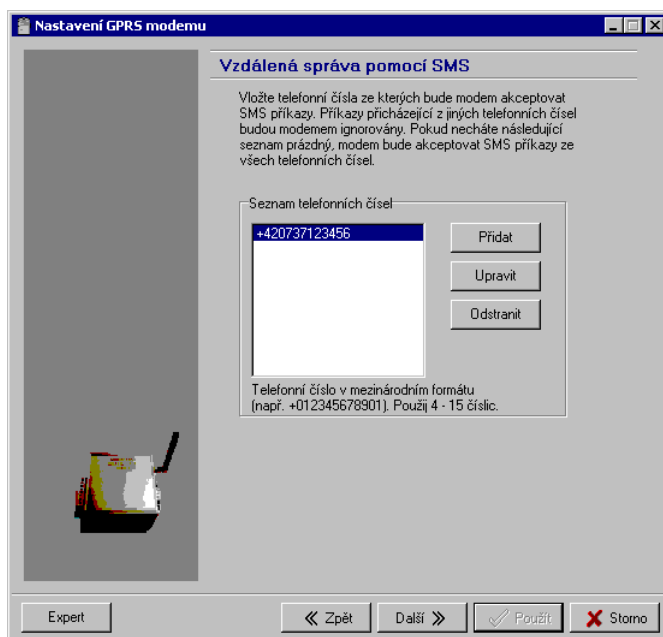 Nastavení GPRS modemu
Vzdálená správa pomocí SMS
Vložte telefonní čísla ze kterých bude modem akceptovat
SMS příkazy. Příkazy přicházející z jiných telefonních čísel
budou modemem ignorovány. Pokud necháte následující
seznam prázdný, modem bude akceptovat SMS příkazy ze
všech telefonních čísel.
Seznam telefonních čísel
+420737123456
Přidat
Upravit
Odstranit
Telefonní číslo v mezinárodním formátu
(např. +012345678901). Použij 4 - 15 číslic.
Expert
Zpět
Další
Použít
Storno